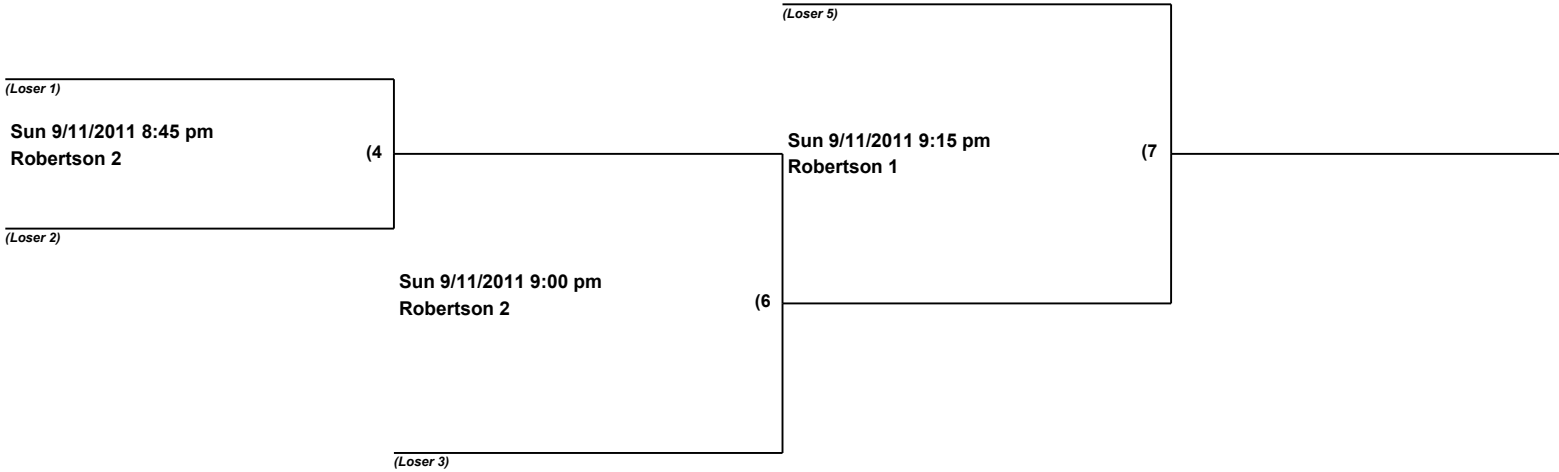 (Loser 5)
(Loser 1)
Sun 9/11/2011 8:45 pm
Robertson 2
(4
Sun 9/11/2011 9:15 pm
Robertson 1
(7
(Loser 2)
Sun 9/11/2011 9:00 pm
Robertson 2
(6
(Loser 3)